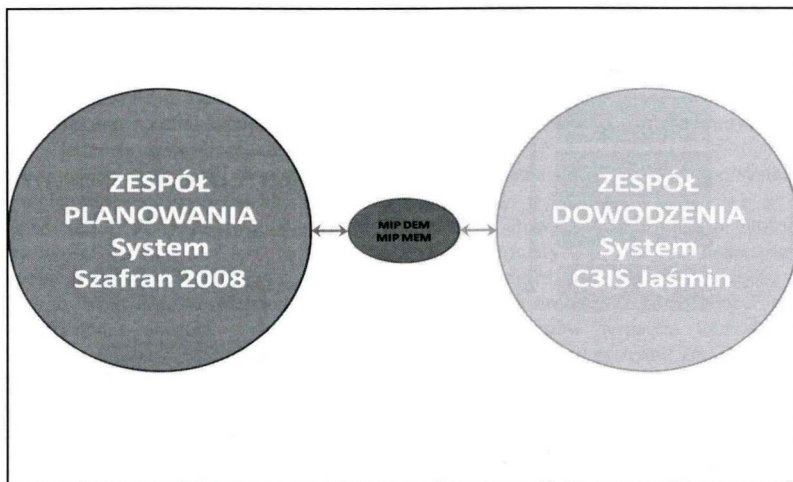 ZESPÓŁ
PLANOWANIA
System
Szafran 2008
MIP DEM
MIP MEM
ZESPÓŁ
DOWODZENIA
System
C3IS Jaśmin